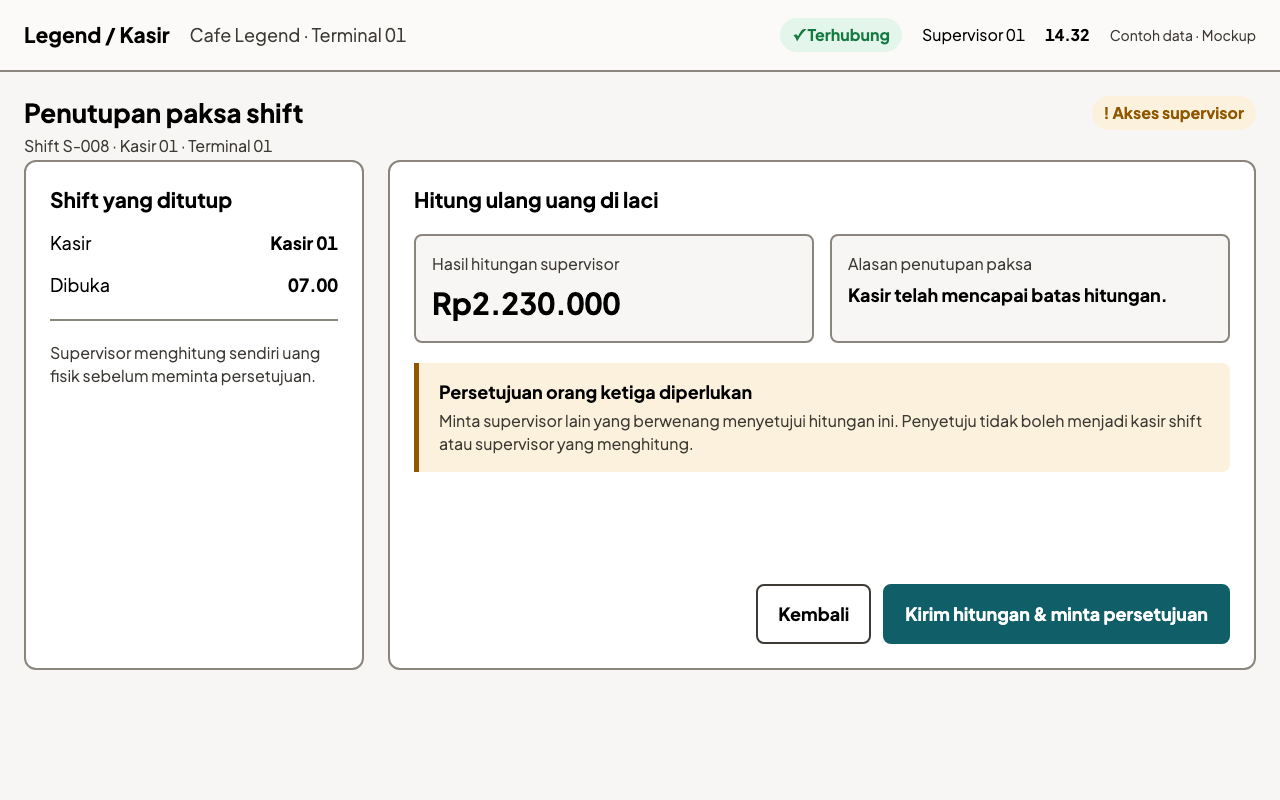 Legend / Kasir
Cafe Legend · Terminal 01
✓Terhubung
Supervisor 01
14.32
Contoh data · Mockup
Penutupan paksa shift
! Akses supervisor
Shift S-008 · Kasir 01 · Terminal 01
Shift yang ditutup
Kasir Kasir 01
Dibuka 07.00
Supervisor menghitung sendiri uang
fisik sebelum meminta persetujuan.
Hitung ulang uang di laci
Hasil hitungan supervisor
Rp2.230.000
Alasan penutupan paksa
Kasir telah mencapai batas hitungan.
Persetujuan orang ketiga diperlukan
Minta supervisor lain yang berwenang menyetujui hitungan ini. Penyetuju tidak boleh menjadi kasir shift
atau supervisor yang menghitung.
Kembali
Kirim hitungan & minta persetujuan